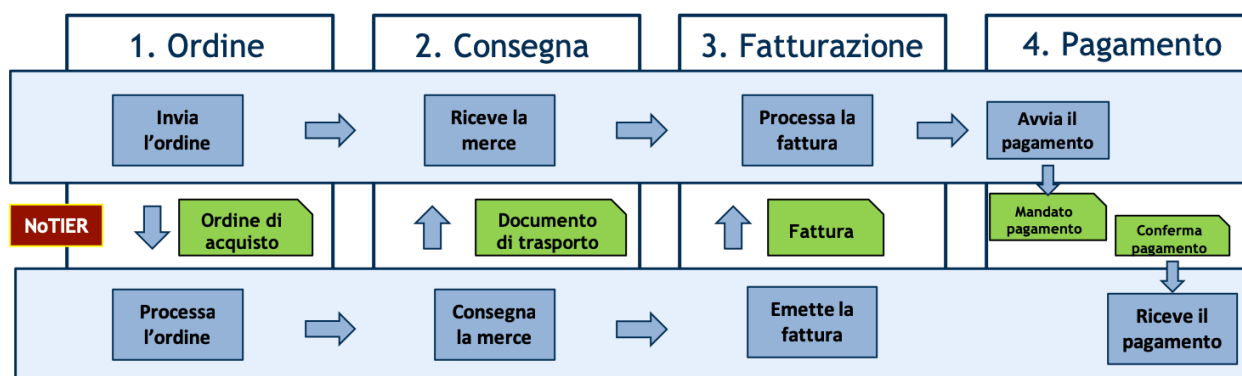 1. Ordine
2. Consegna
3. Fatturazione
4. Pagamento
Invia
l'ordine
Riceve la
merce
Processa la
fattura
Avvia il
pagamento
NoTIER
Ordine di
acquisto
Documento
di trasporto
Fattura
Mandato
pagamento
Conferma
pagamento
Processa
l'ordine
Consegna
la merce
Emette la
fattura
Riceve il
pagamento